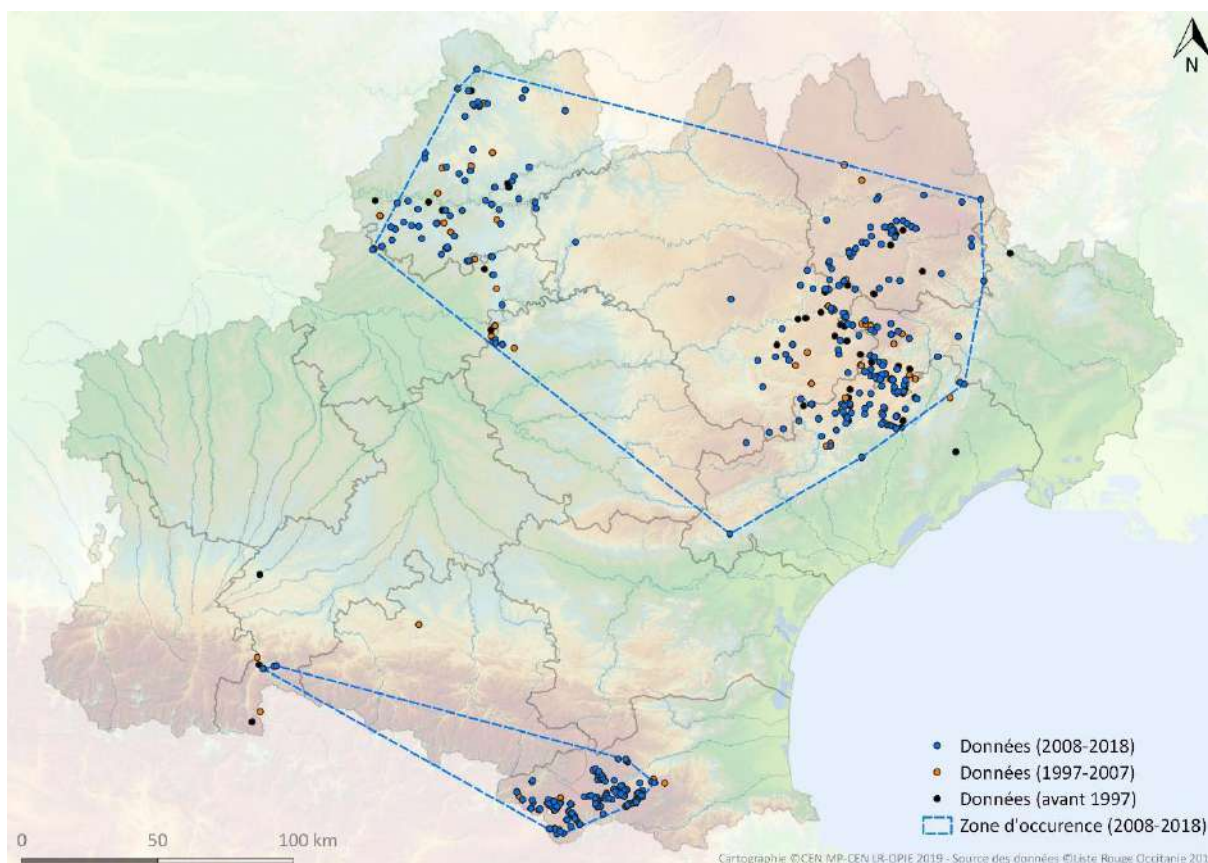 N
Données (2008-2018)
Données (1997-2007)
Données (avant 1997)
Zone d'occurence (2008-2018)
0 50 100 km
Cartographie ©CEN MP-CEN LR-OPIE 2019 - Source des données ©Liste Rouge Occitanie 201